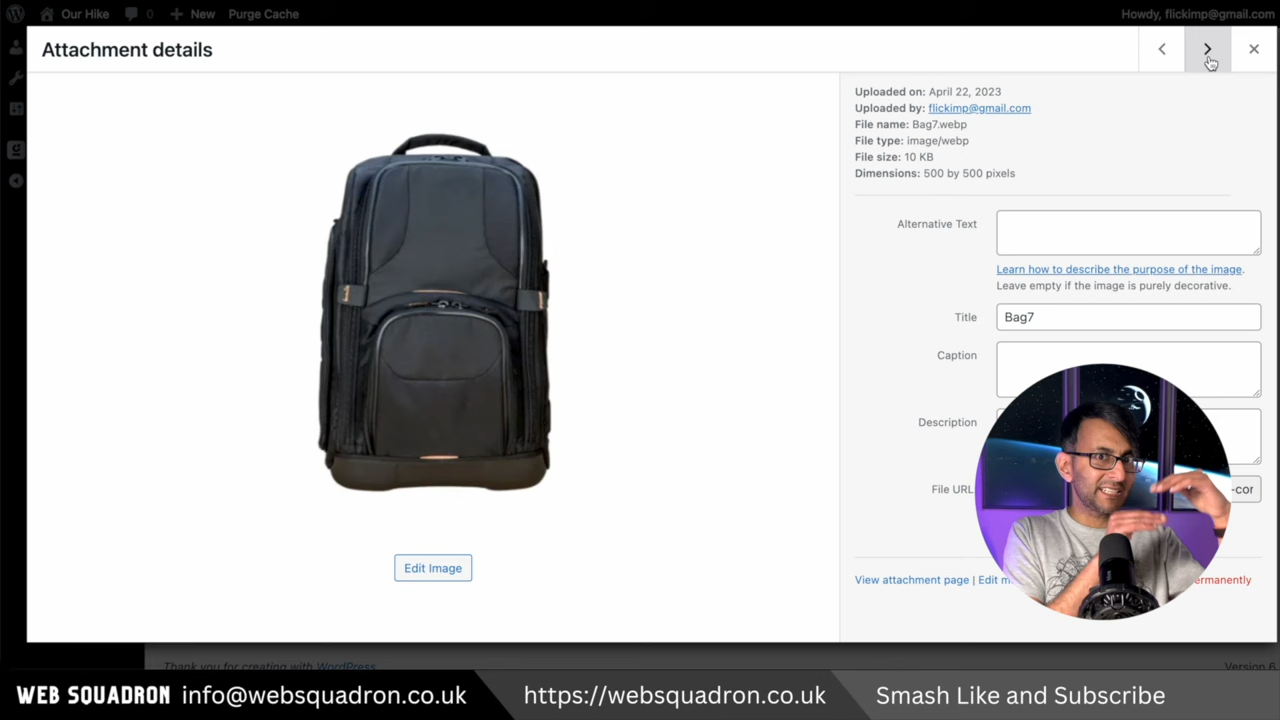 Our Hike 0 New Purge Cache Howdy, flickimp@gmail.com
Attachment details
Uploaded on: April 22, 2023
Uploaded by: flickimp@gmail.com
File name: Bag7.webp
File type: image/webp
File size: 10 KB
Dimensions: 500 by 500 pixels
Alternative Text
Learn how to describe the purpose of the image.
Leave empty if the image is purely decorative.
Title Bag7
Caption
Description
File URL: -cor
Edit Image
View attachment page | Edit m ermanently
Thank you for creating with WordPress. Version 6.
WEB SQUADRON info@websquadron.co.uk https://websquadron.co.uk Smash Like and Subscribe